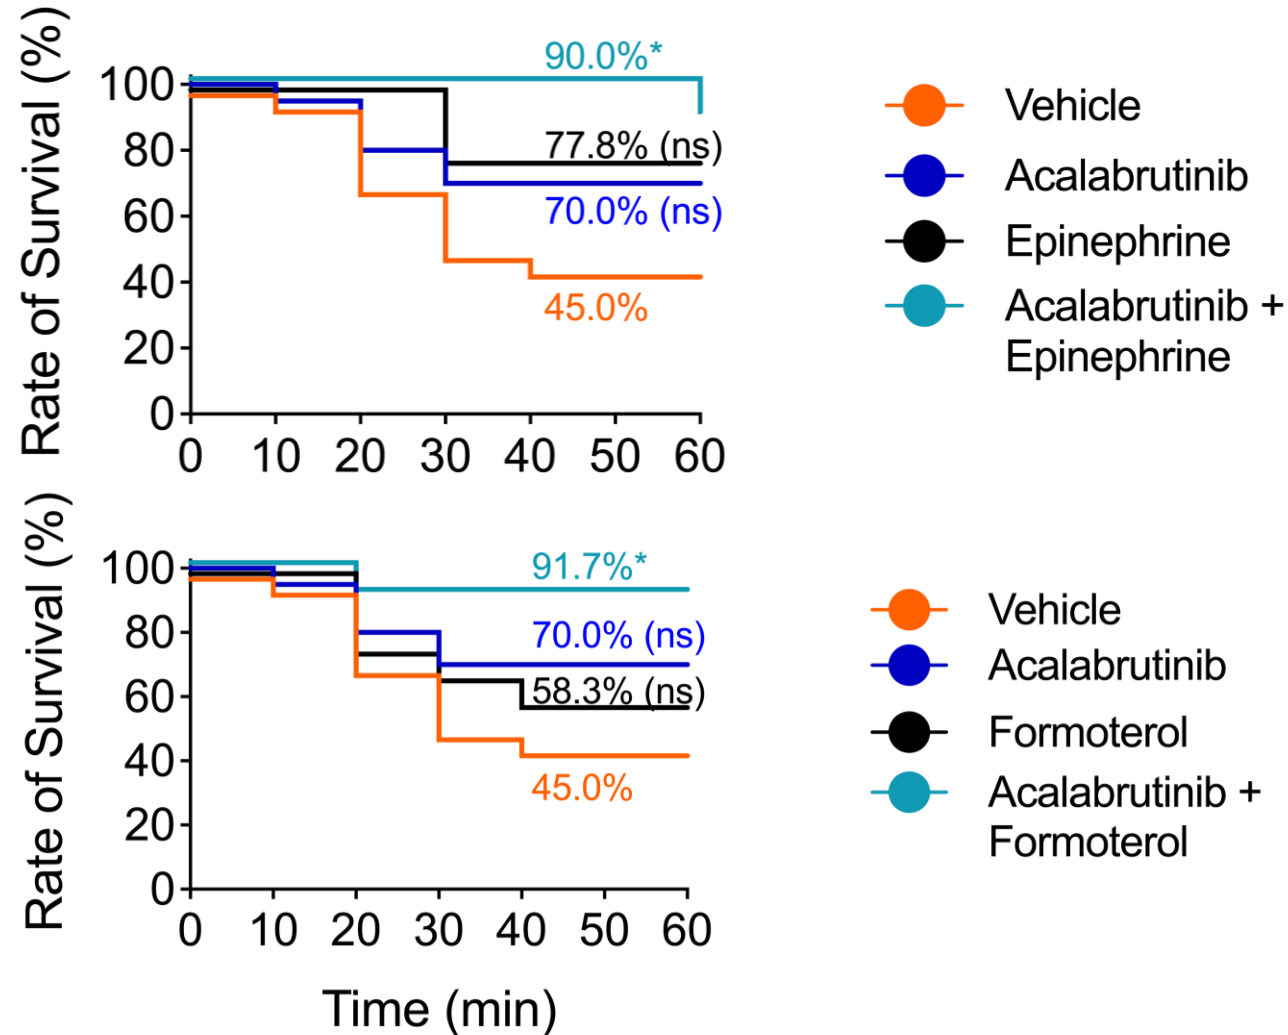 Rate of Survival (%)
100
80
60
40
20
0
0 10 20 30 40 50 60
90.0%*
77.8% (ns)
70.0% (ns)
45.0%
Vehicle
Acalabrutinib
Epinephrine
Acalabrutinib +
Epinephrine
Rate of Survival (%)
100
80
60
40
20
0
0 10 20 30 40 50 60
91.7%*
70.0% (ns)
58.3% (ns)
45.0%
Vehicle
Acalabrutinib
Formoterol
Acalabrutinib +
Formoterol
Time (min)